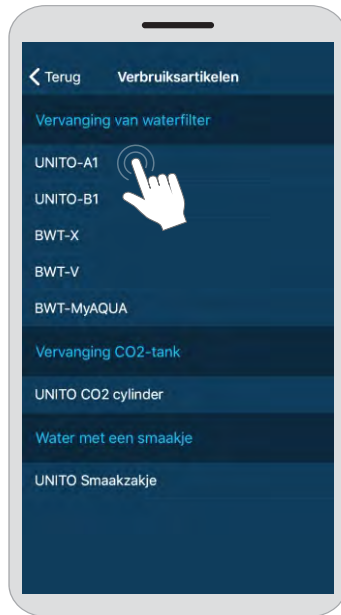 Terug Verbruiksartikelen
Vervanging van waterfilter
UNITO-A1
UNITO-B1
BWT-X
BWT-V
BWT-MyAQUA
Vervanging CO2-tank
UNITO CO2 cylinder
Water met een smaakje
UNITO Smaakzakje